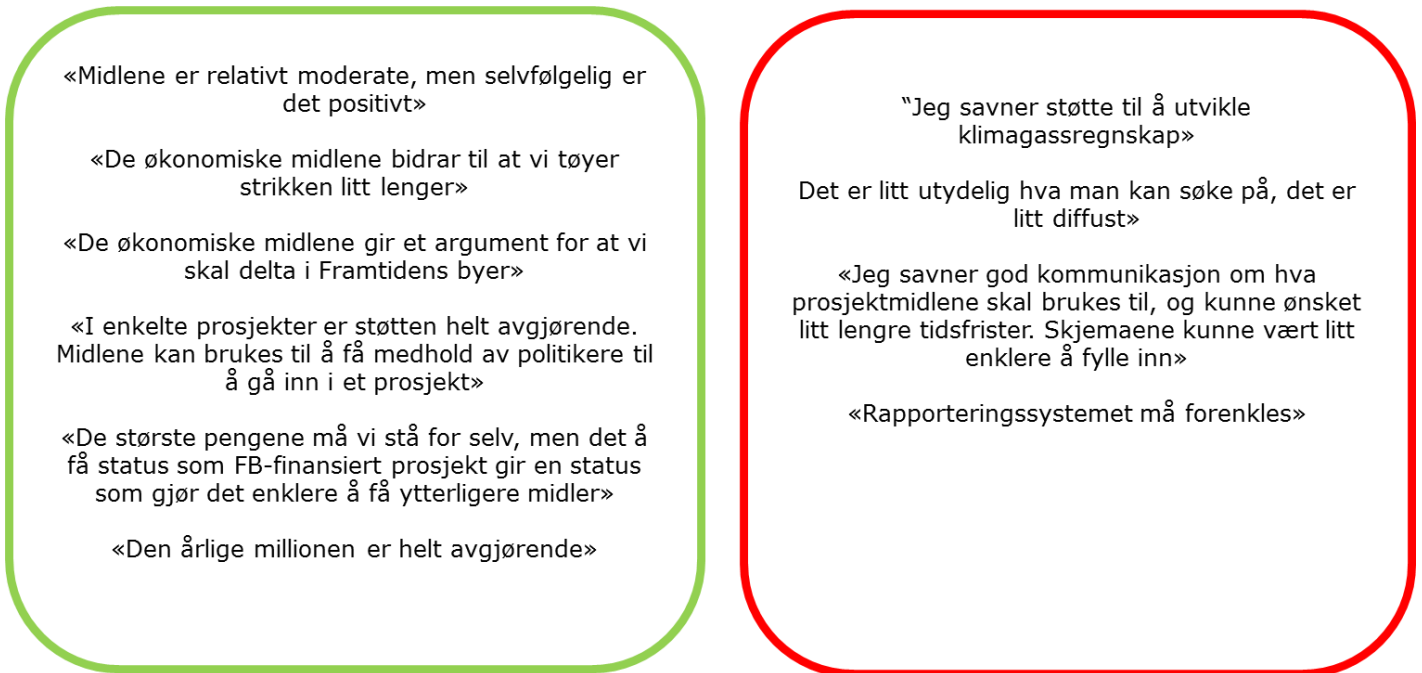 «Midlene er relativt moderate, men selvfølgelig er
det positivt»
«De økonomiske midlene bidrar til at vi tøyer
strikken litt lenger»
«De økonomiske midlene gir et argument for at vi
skal delta i Framtidens byer»
«I enkelte prosjekter er støtten helt avgjørende.
Midlene kan brukes til å få medhold av politikere til
å gå inn i et prosjekt»
«De største pengene må vi stå for selv, men det å
få status som FB-finansiert prosjekt gir en status
som gjør det enklere å få ytterligere midler»
«Den årlige millionen er helt avgjørende»
“Jeg savner støtte til å utvikle
klimagassregnskap»
Det er litt utydelig hva man kan søke på, det er
litt diffust»
«Jeg savner god kommunikasjon om hva
prosjektmidlene skal brukes til, og kunne ønsket
litt lengre tidsfrister. Skjemaene kunne vært litt
enklere å fylle inn»
«Rapporteringssystemet må forenkles»